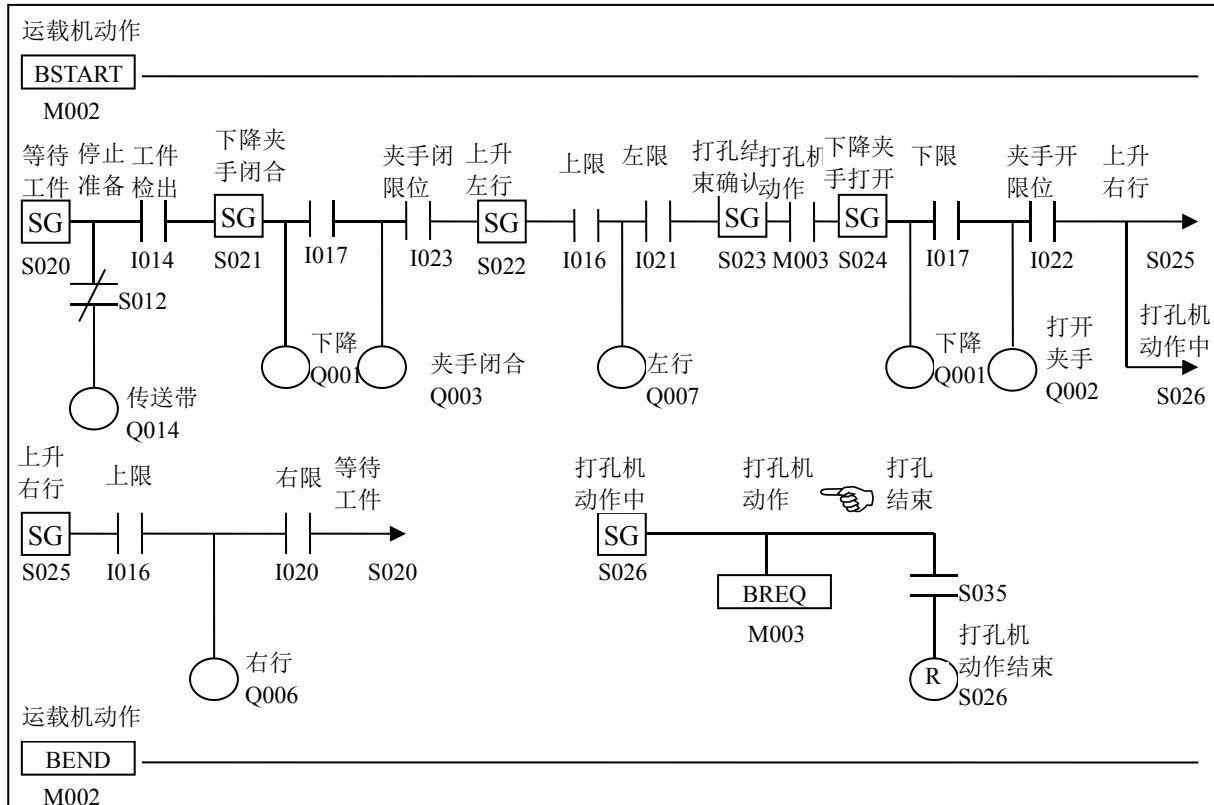 运载机动作
BSTART
M002
等待
工件
停止
准备
工件
检出
下降夹
手闭合
夹手闭
限位
上升
左行
上限
左限
打孔结
束确认
打孔机
动作
下降夹
手打开
下限
夹手开
限位
上升
右行
SG
SG
SG
SG
SG
S020
I014
S021
I017
I023
S022
I016
I021
S023
M003
S024
I017
I022
S025
S012
下降
Q001
夹手闭合
Q003
左行
Q007
下降
Q001
打开
夹手
Q002
打孔机
动作中
S026
传送带
Q014
上升
右行
上限
右限
等待
工件
打孔机
动作中
打孔机
动作
打孔
结束
SG
SG
S025
I016
I020
S020
S026
BREQ
M003
S035
右行
Q006
打孔机
动作结束
R
S026
运载机动作
BEND
M002